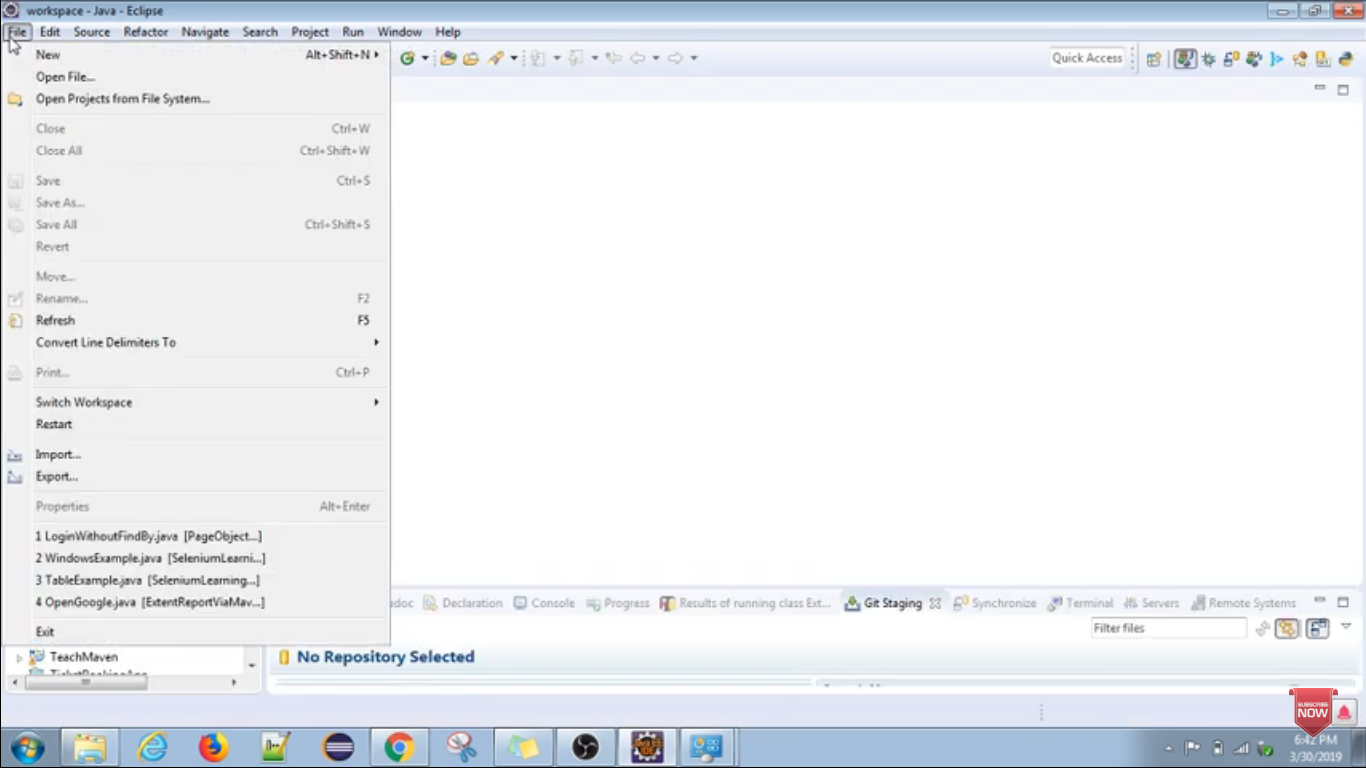 workspace - Java - Eclipse
File Edit Source Refactor Navigate Search Project Run Window Help
New Alt+Shift+N
Open File...
Open Projects from File System...
Close Ctrl+W
Close All Ctrl+Shift+W
Save Ctrl+S
Save As...
Save All Ctrl+Shift+S
Revert
Move...
Rename... F2
Refresh F5
Convert Line Delimiters To
Print... Ctrl+P
Switch Workspace
Restart
Import...
Export...
Properties Alt+Enter
1 LoginWithoutFindBy.java [PageObject...]
2 WindowsExample.java [SeleniumLearni...]
3 TableExample.java [SeleniumLearning...]
4 OpenGoogle.java [ExtentReportViaMav...]
Exit
Quick Access
doc Declaration Console Progress Results of running class Ext... Git Staging Synchronize Terminal Servers Remote Systems
Filter files
TeachMaven
No Repository Selected
SUBSCRIBE
NOW
6:42 PM
3/30/2019